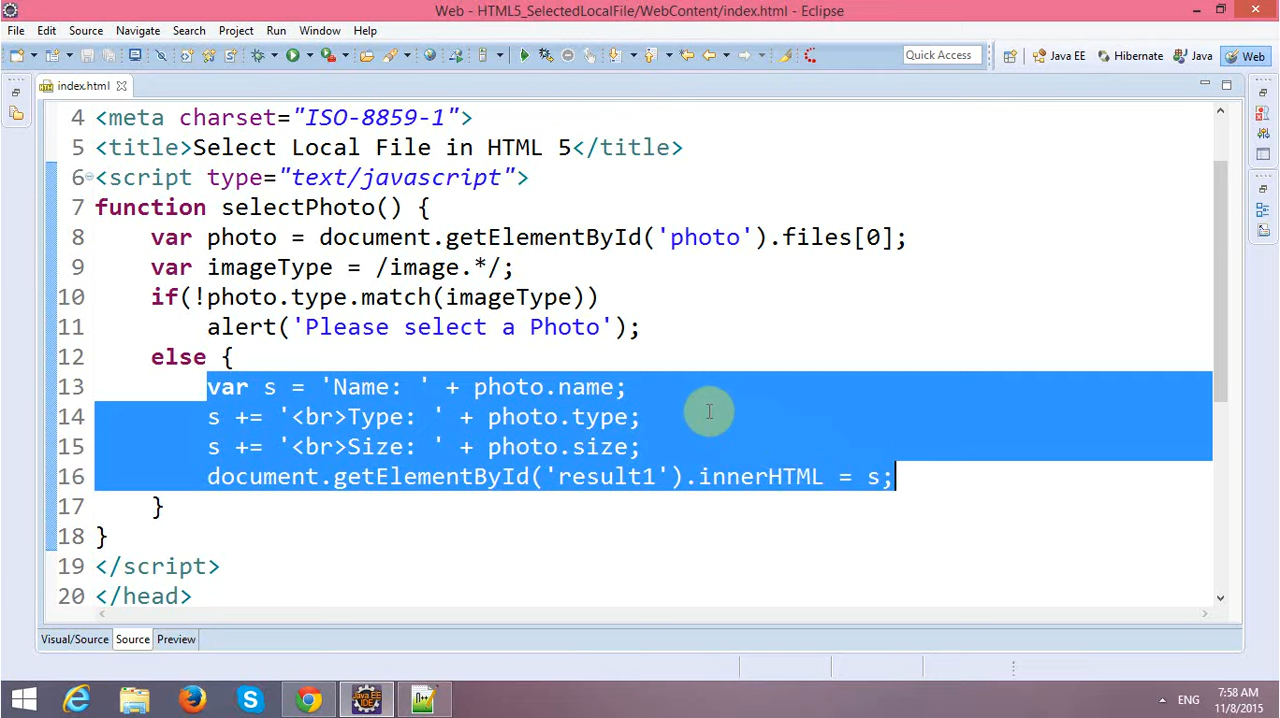 Web - HTML5_SelectedLocalFile/WebContent/index.html - Eclipse
File Edit Source Navigate Search Project Run Window Help
Quick Access
Java EE
Hibernate
Java
Web
index.html
4 <meta charset="ISO-8859-1">
5 <title>Select Local File in HTML 5</title>
6 <script type="text/javascript">
7 function selectPhoto() {
8 var photo = document.getElementById('photo').files[0];
9 var imageType = /image.*/;
10 if(!photo.type.match(imageType))
11 alert('Please select a Photo');
12 else {
13 var s = 'Name: ' + photo.name;
14 s += '<br>Type: ' + photo.type;
15 s += '<br>Size: ' + photo.size;
16 document.getElementById('result1').innerHTML = s;
17 }
18 }
19 </script>
20 </head>
Visual/Source Source Preview
Java EE
IDE
ENG
7:58 AM
11/8/2015